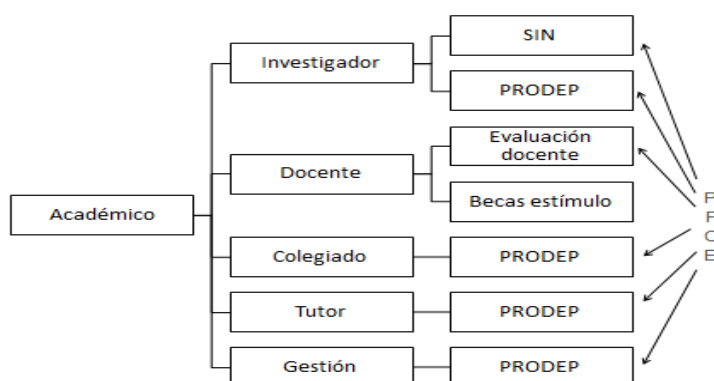 SIN
Investigador
PRODEP
Evaluación
docente
Docente
Becas estímulo
Académico
Colegiado
PRODEP
Tutor
PRODEP
Gestión
PRODEP
P
F
C
E